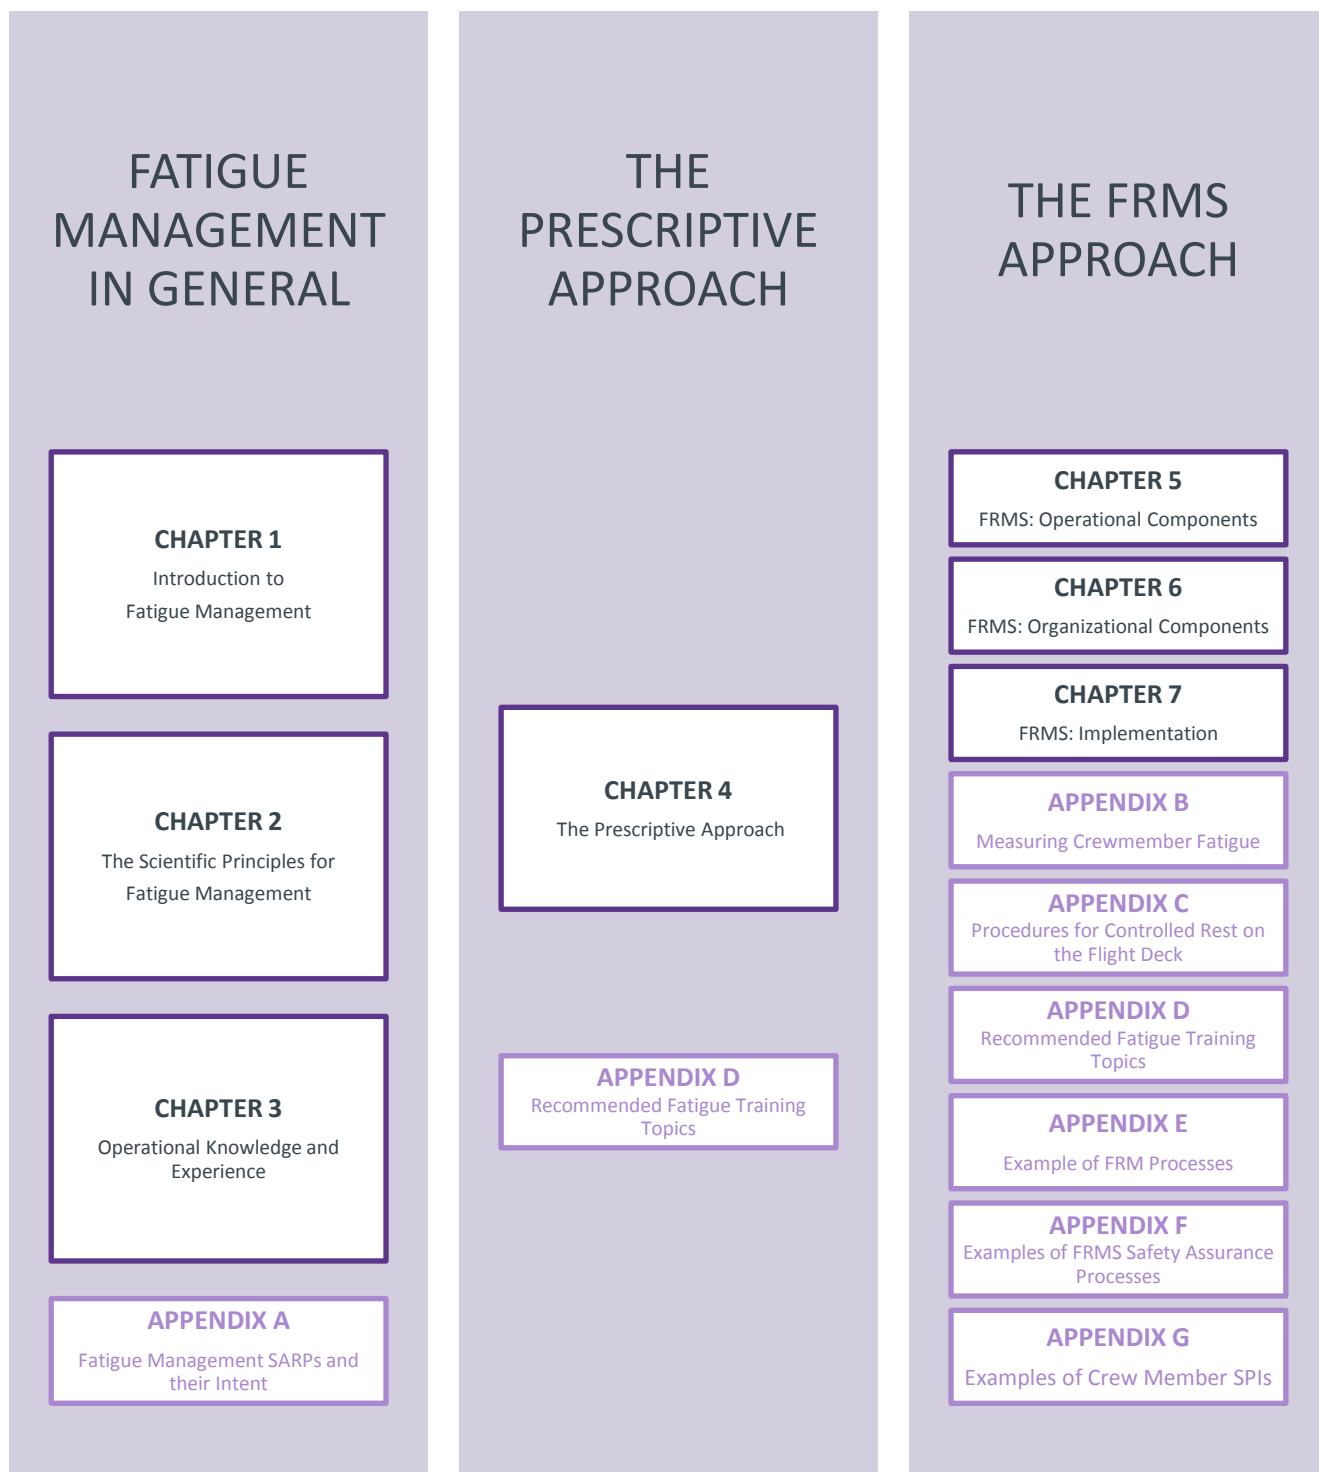 FATIGUE
MANAGEMENT
IN GENERAL
CHAPTER 1
Introduction to
Fatigue Management
CHAPTER 2
The Scientific Principles for
Fatigue Management
CHAPTER 3
Operational Knowledge and
Experience
APPENDIX A
Fatigue Management SARPs and
their Intent
THE
PRESCRIPTIVE
APPROACH
CHAPTER 4
The Prescriptive Approach
APPENDIX D
Recommended Fatigue Training
Topics
THE FRMS
APPROACH
CHAPTER 5
FRMS: Operational Components
CHAPTER 6
FRMS: Organizational Components
CHAPTER 7
FRMS: Implementation
APPENDIX B
Measuring Crewmember Fatigue
APPENDIX C
Procedures for Controlled Rest on
the Flight Deck
APPENDIX D
Recommended Fatigue Training
Topics
APPENDIX E
Example of FRM Processes
APPENDIX F
Examples of FRMS Safety Assurance
Processes
APPENDIX G
Examples of Crew Member SPIs